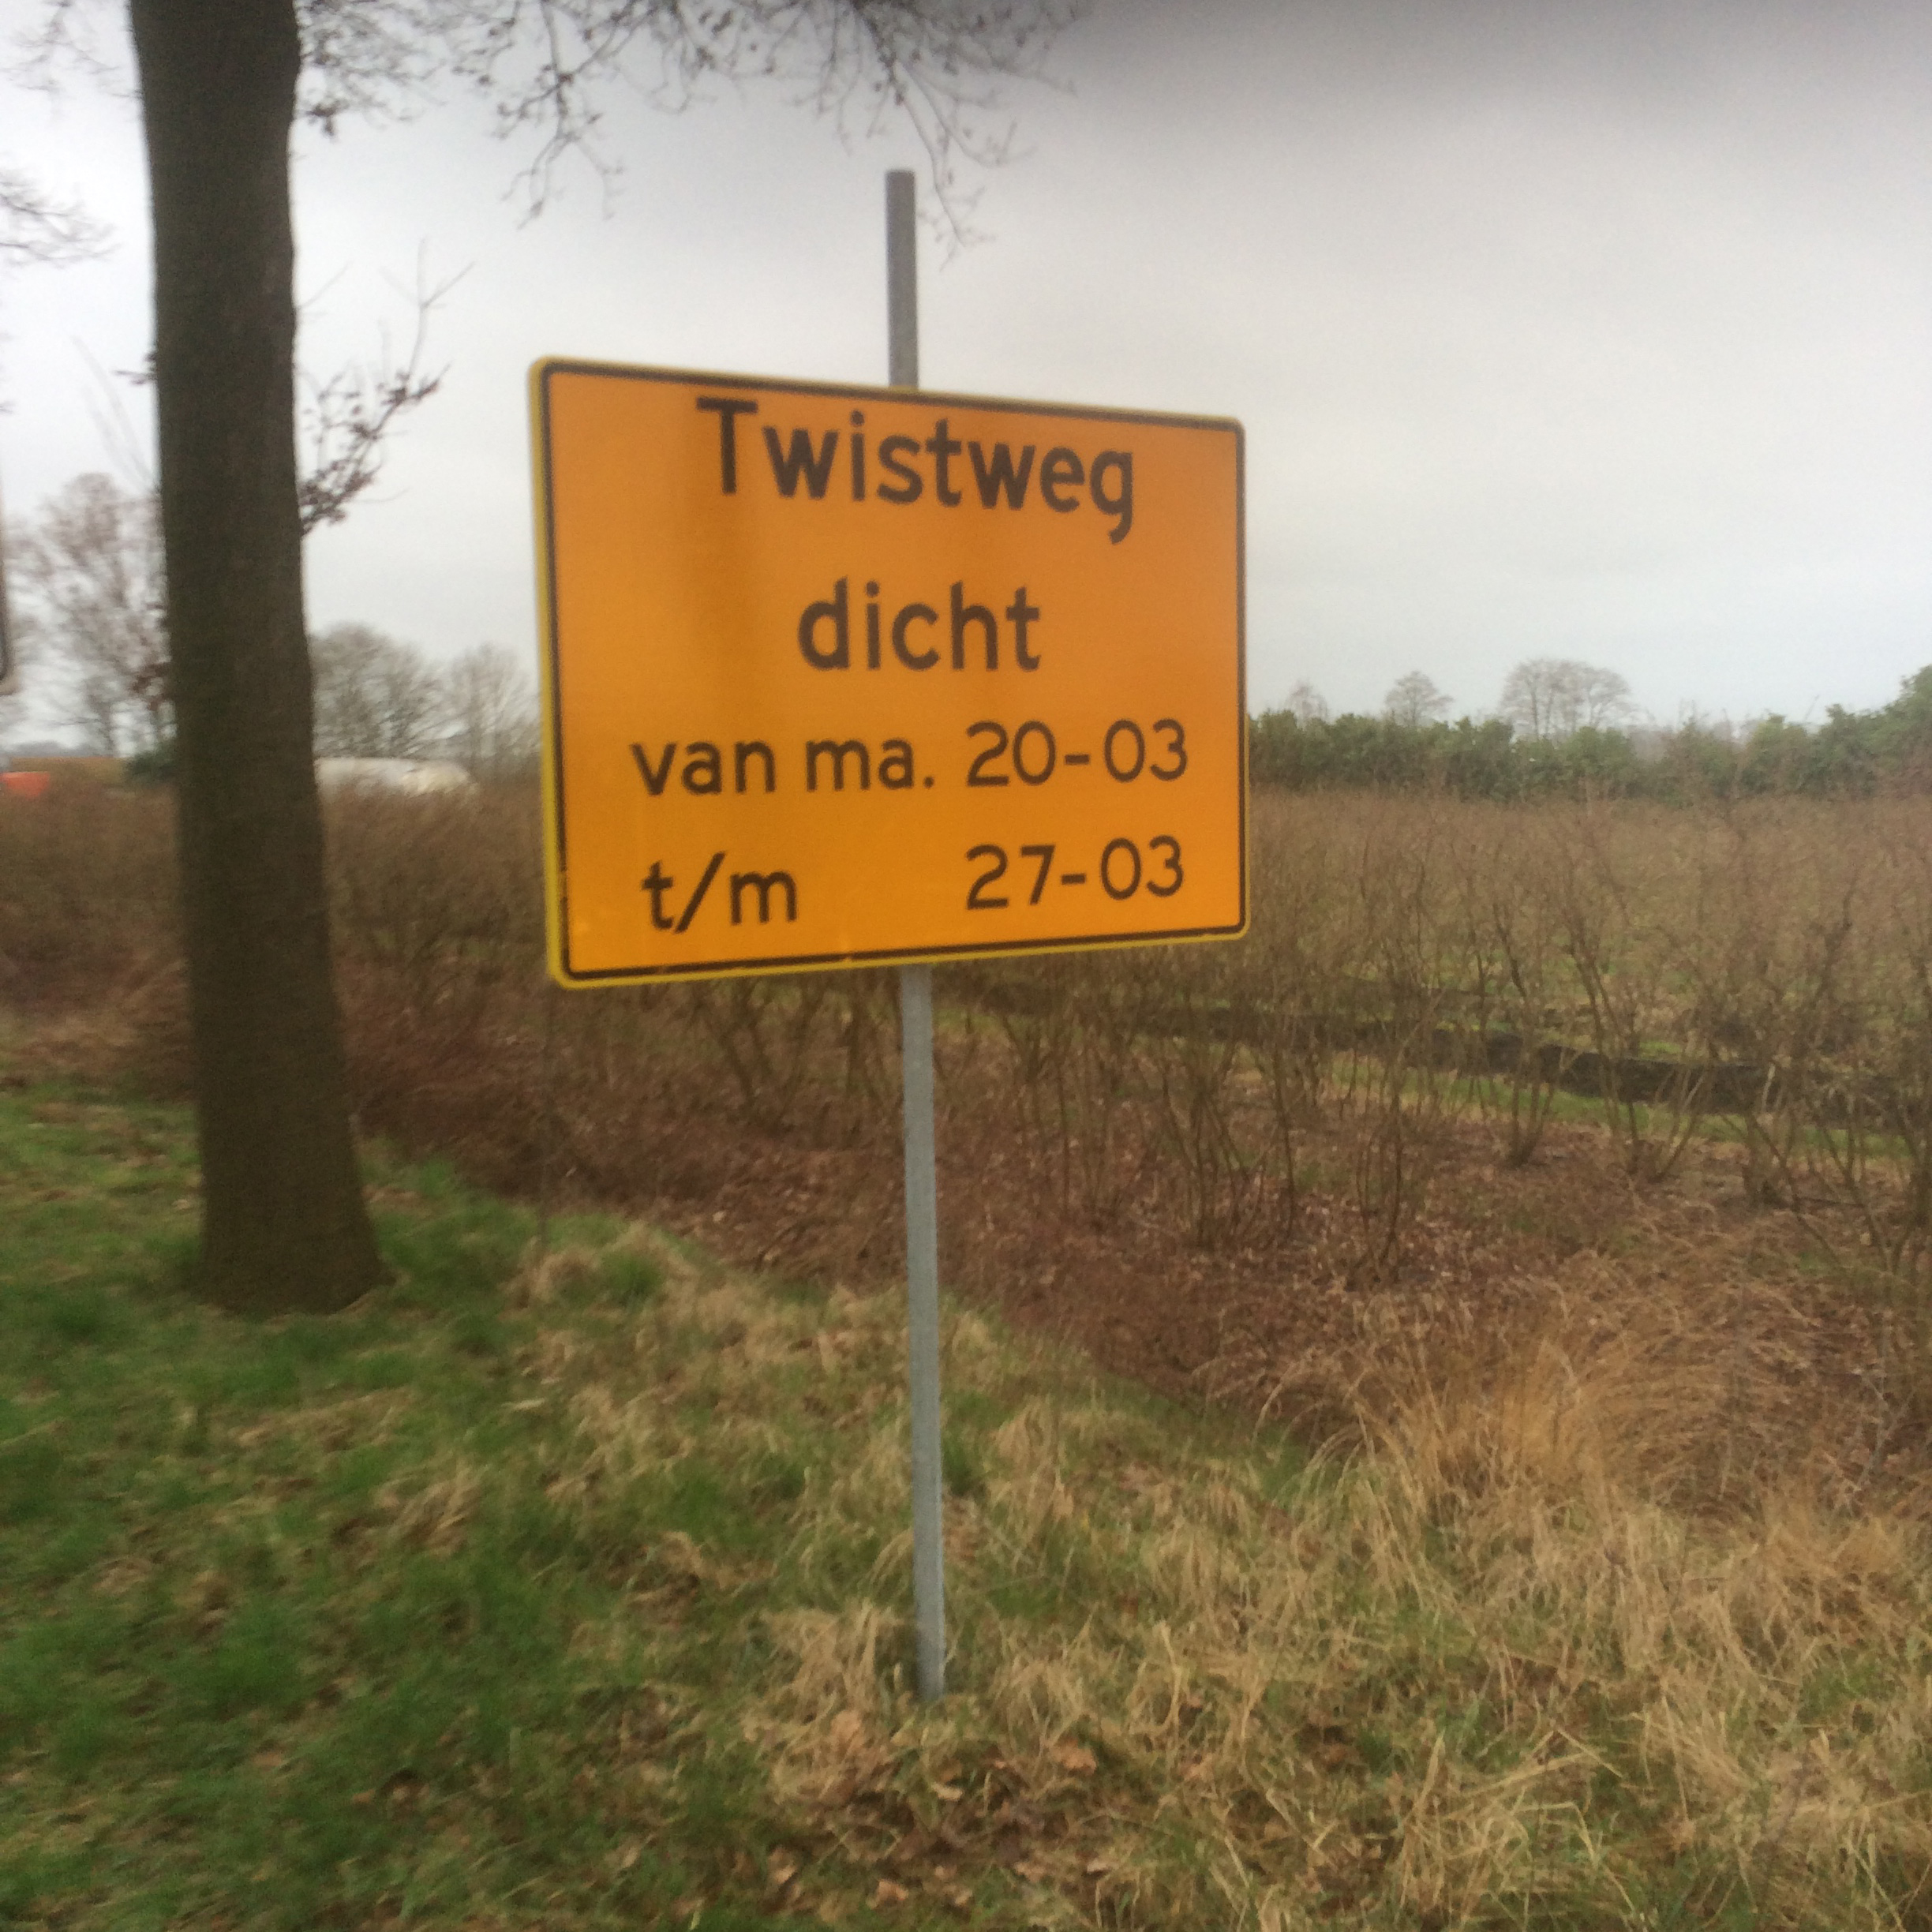 Twistweg
dicht
van ma. 20-03
t/m 27-03